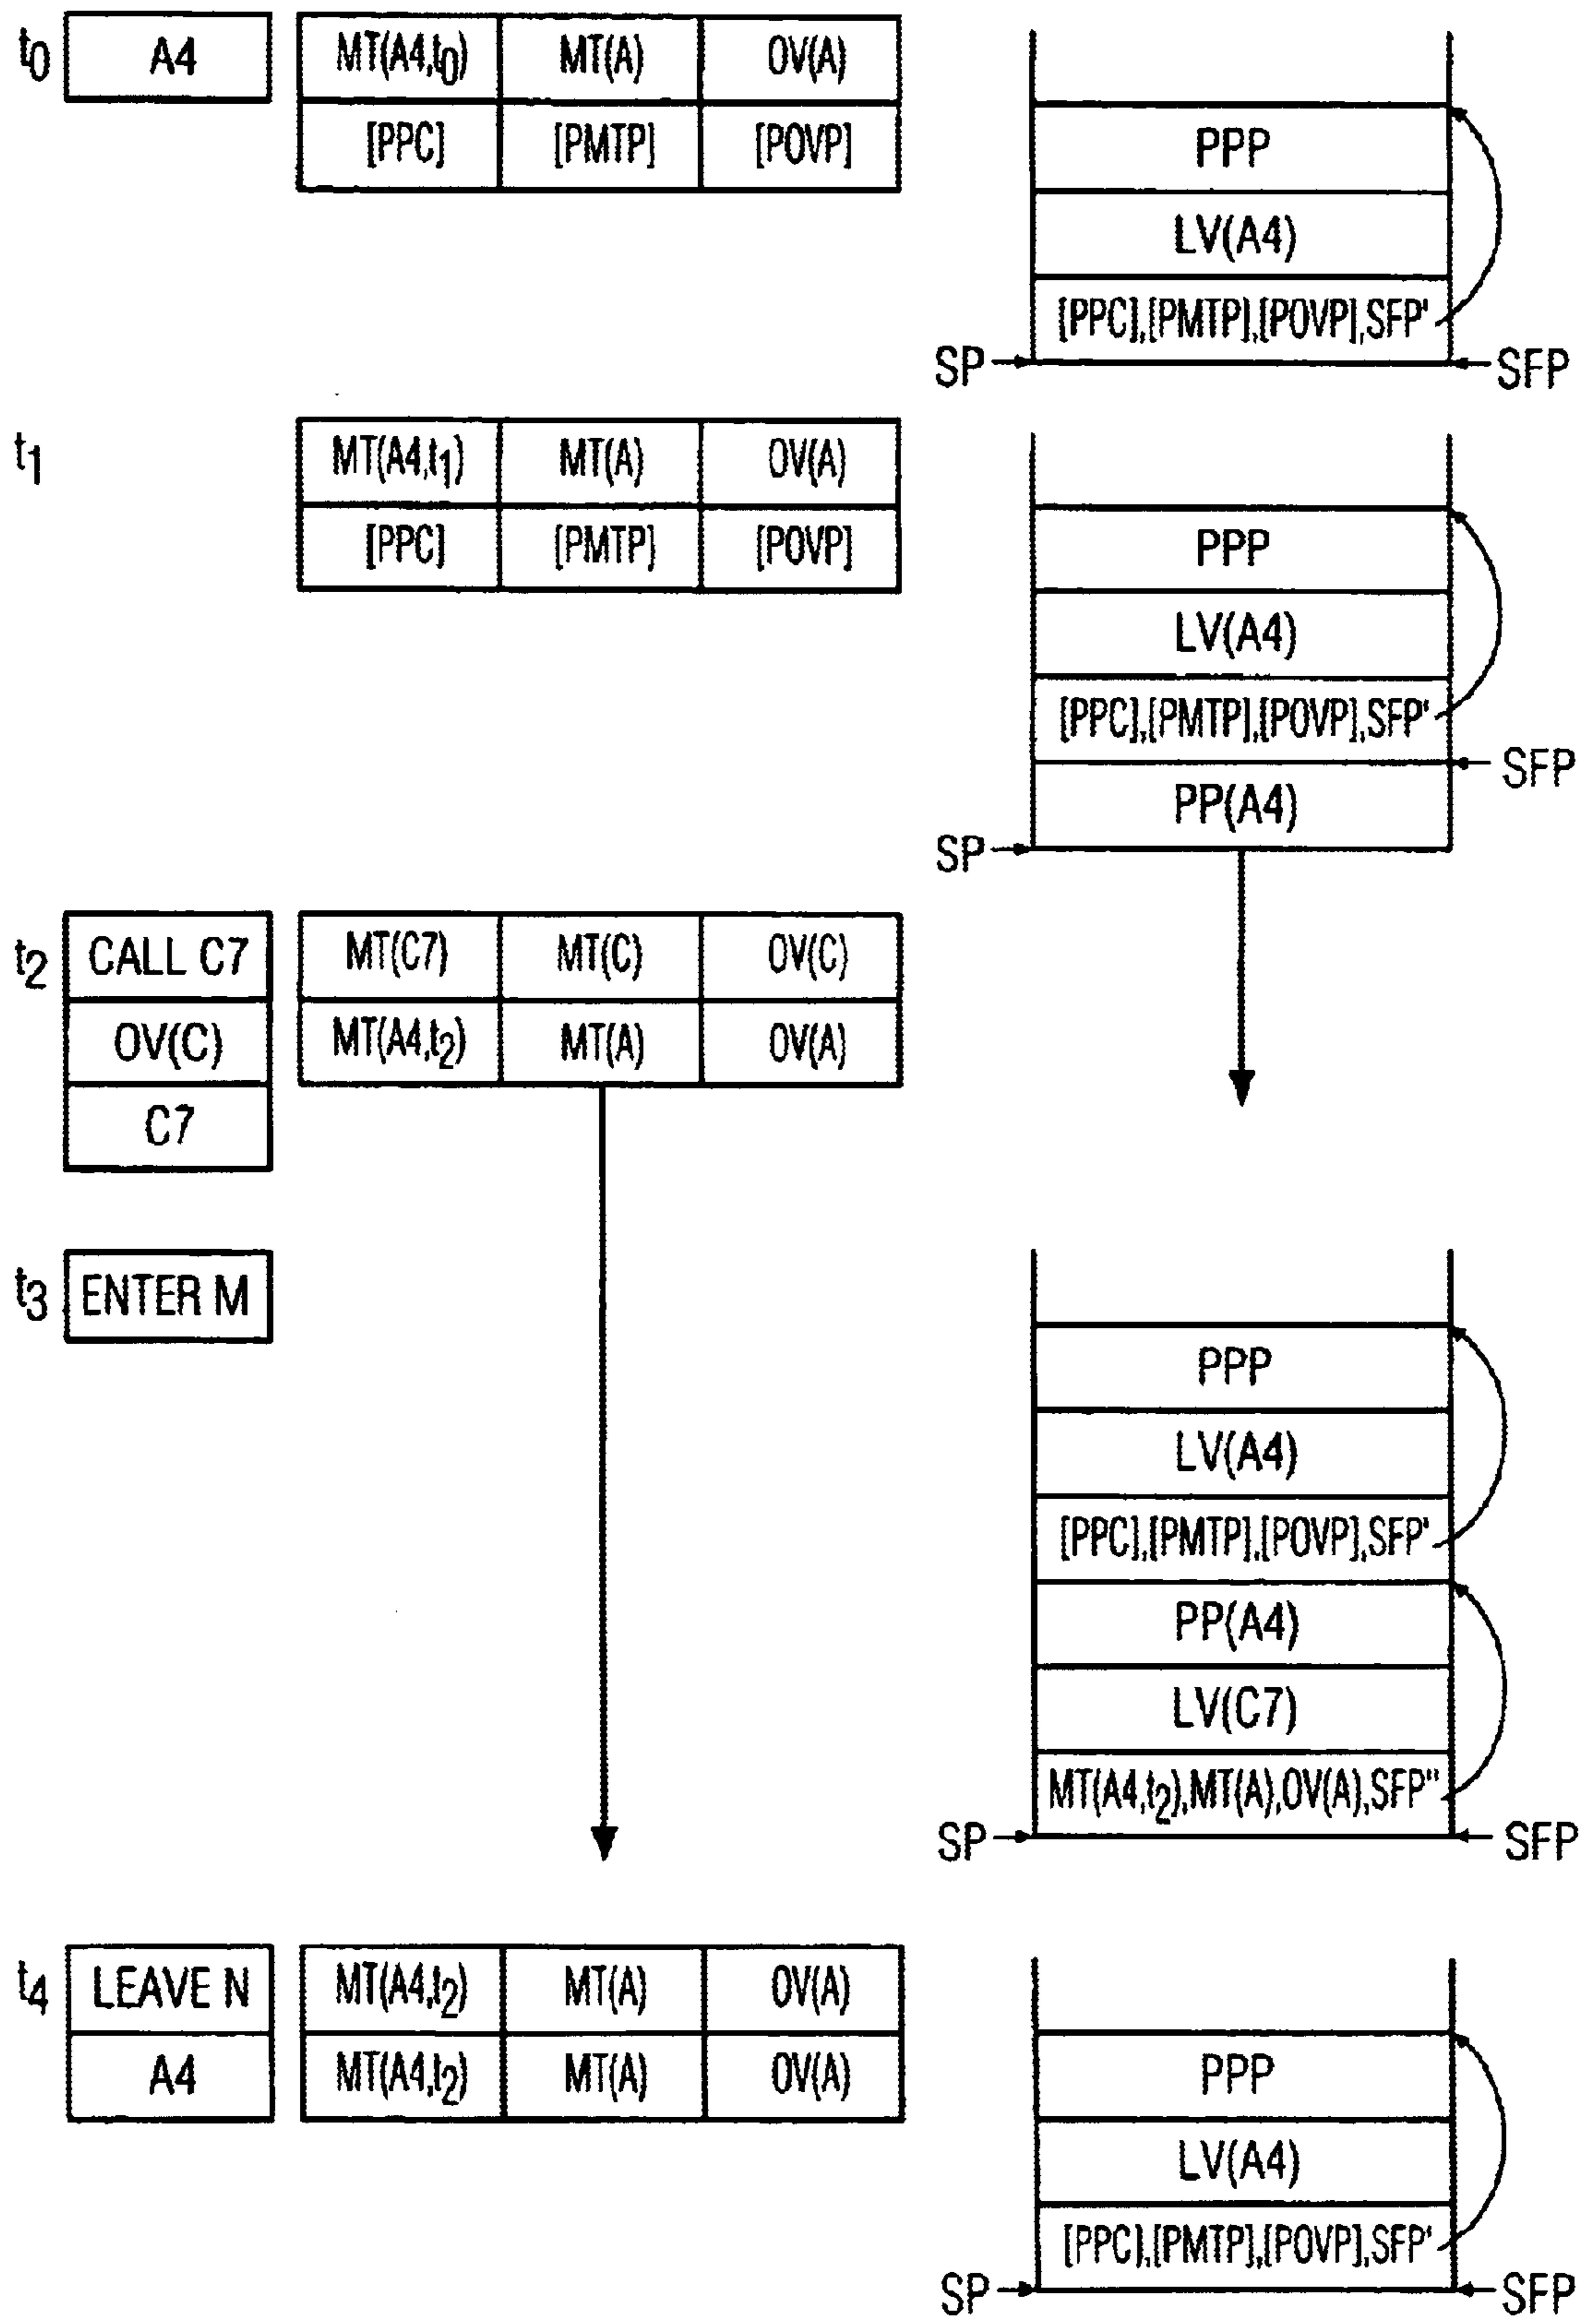 t0 A4 MT(A4,t0) MT(A) OV(A)
[PPC] [PMTP] [POVP]
PPP
LV(A4)
[PPC],[PMTP],[POVP],SFP'
SP SFP
t1 MT(A4,t1) MT(A) OV(A)
[PPC] [PMTP] [POVP]
PPP
LV(A4)
[PPC],[PMTP],[POVP],SFP'
SFP
PP(A4)
SP
t2 CALL C7 MT(C7) MT(C) OV(C)
OV(C) MT(A4,t2) MT(A) OV(A)
C7
t3 ENTER M
PPP
LV(A4)
[PPC],[PMTP],[POVP],SFP'
PP(A4)
LV(C7)
MT(A4,t2),MT(A),OV(A),SFP"
SP SFP
t4 LEAVE N MT(A4,t2) MT(A) OV(A)
A4 MT(A4,t2) MT(A) OV(A)
PPP
LV(A4)
[PPC],[PMTP],[POVP],SFP'
SP SFP